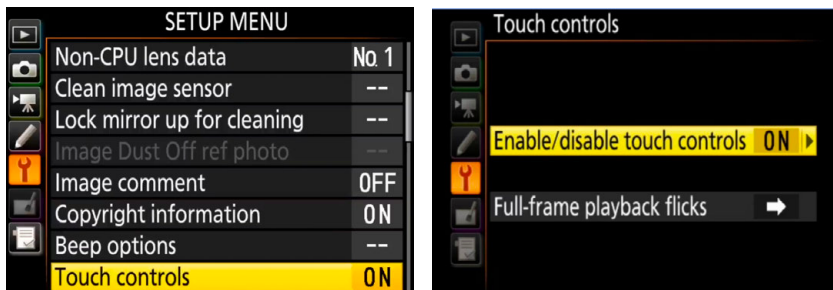 SETUP MENU
Non-CPU lens data No. 1
Clean image sensor --
Lock mirror up for cleaning --
Image Dust Off ref photo --
Image comment OFF
Copyright information ON
Beep options --
Touch controls ON
Touch controls
Enable/disable touch controls ON
Full-frame playback flicks